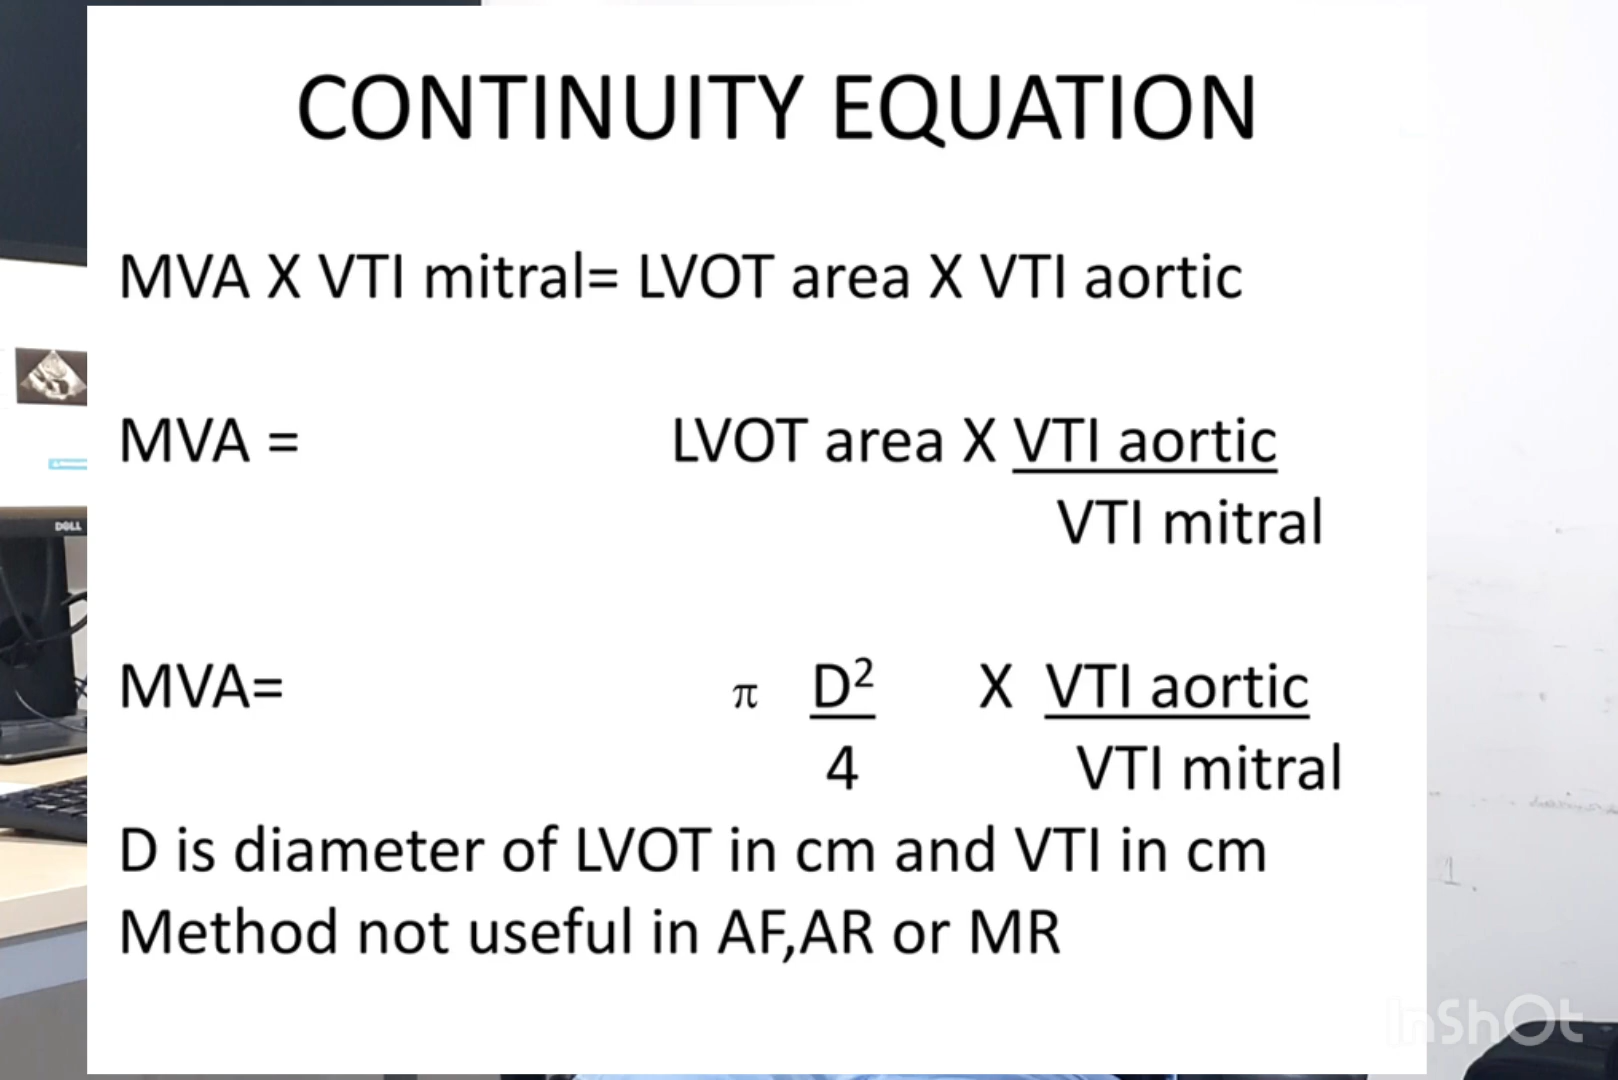 CONTINUITY EQUATION
MVA X VTI mitral= LVOT area X VTI aortic
MVA = LVOT area X VTI aortic
VTI mitral
MVA= π D² X VTI aortic
4 VTI mitral
D is diameter of LVOT in cm and VTI in cm
Method not useful in AF,AR or MR
DELL
InShOt